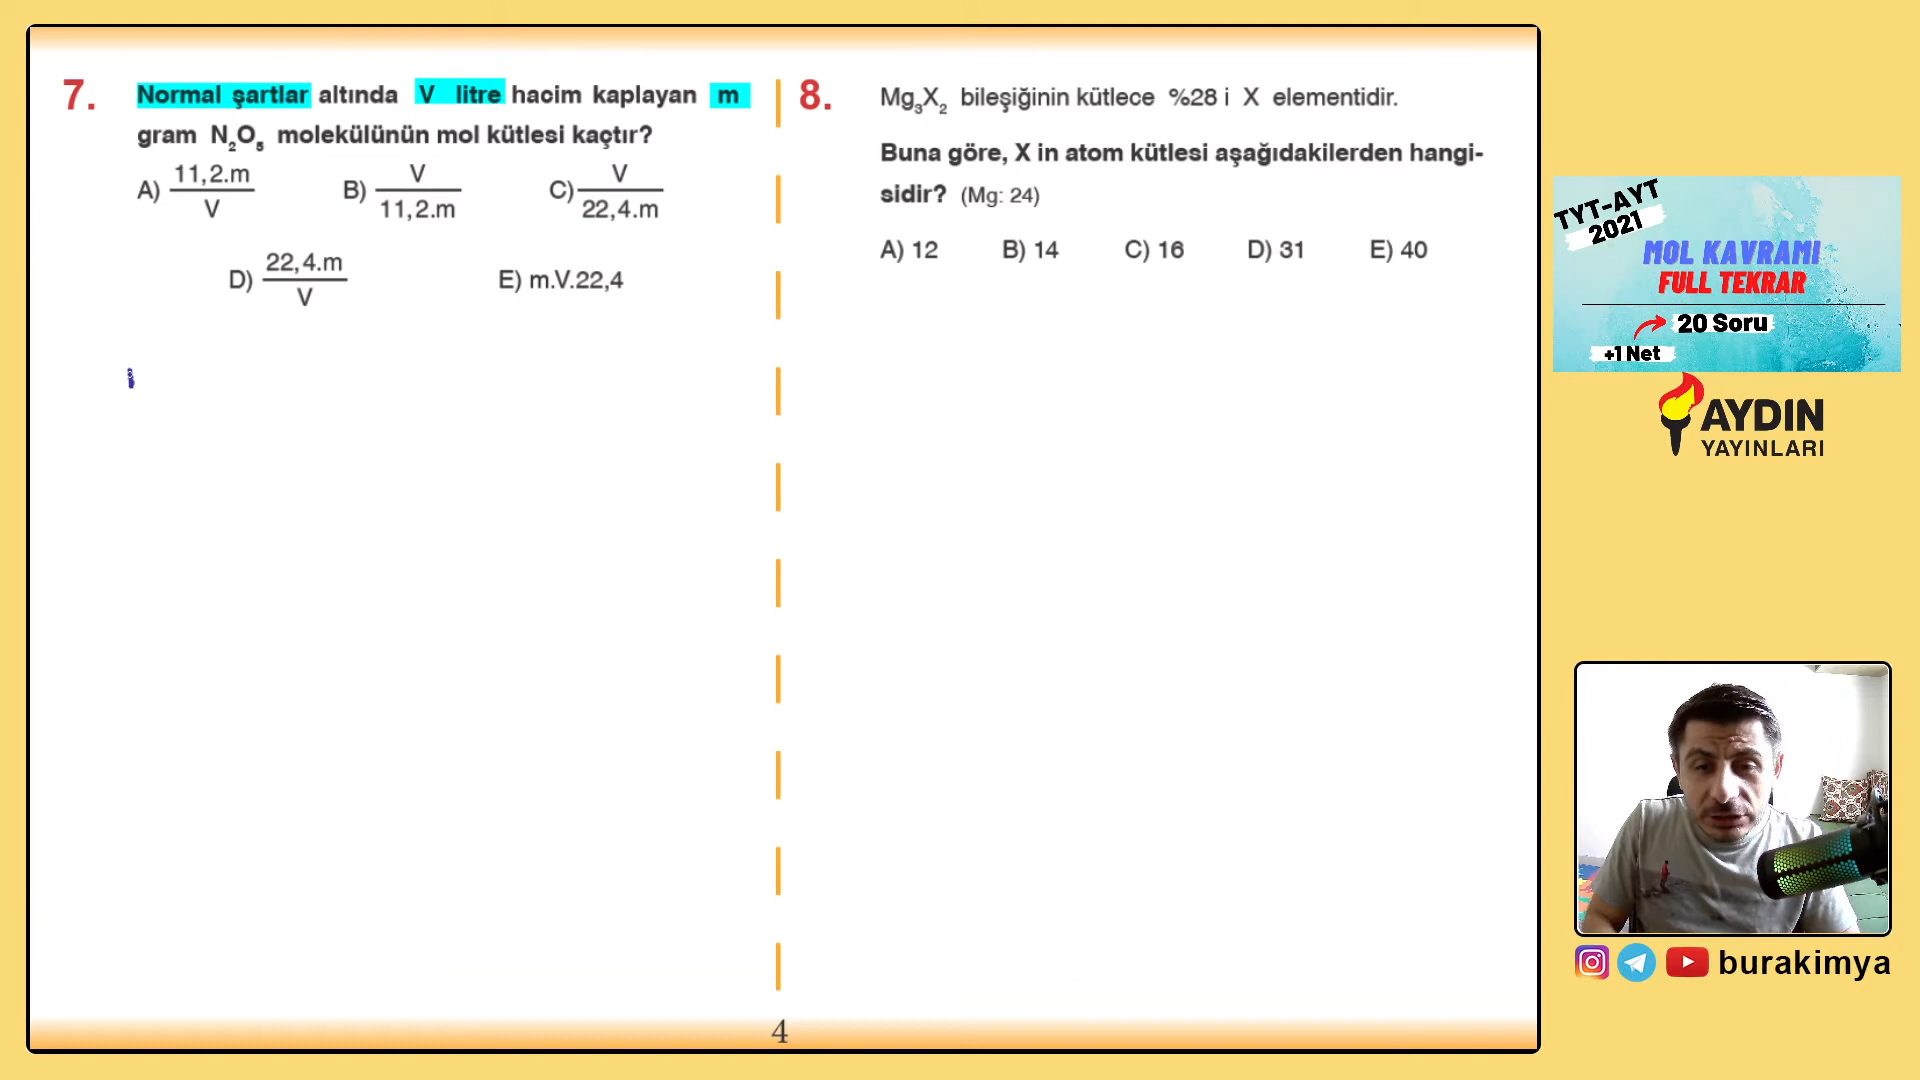 7. Normal şartlar altında V litre hacim kaplayan m
gram N₂O₅ molekülünün mol kütlesi kaçtır?
A) 11,2.m / V B) V / 11,2.m C) V / 22,4.m
D) 22,4.m / V E) m.V.22,4
8. Mg₃X₂ bileşiğinin kütlece %28 i X elementidir.
Buna göre, X in atom kütlesi aşağıdakilerden hangi-
sidir? (Mg: 24)
A) 12 B) 14 C) 16 D) 31 E) 40
4
TYT-AYT
2021
MOL KAVRAMI
FULL TEKRAR
20 Soru
+1 Net
AYDIN
YAYINLARI
burakimya